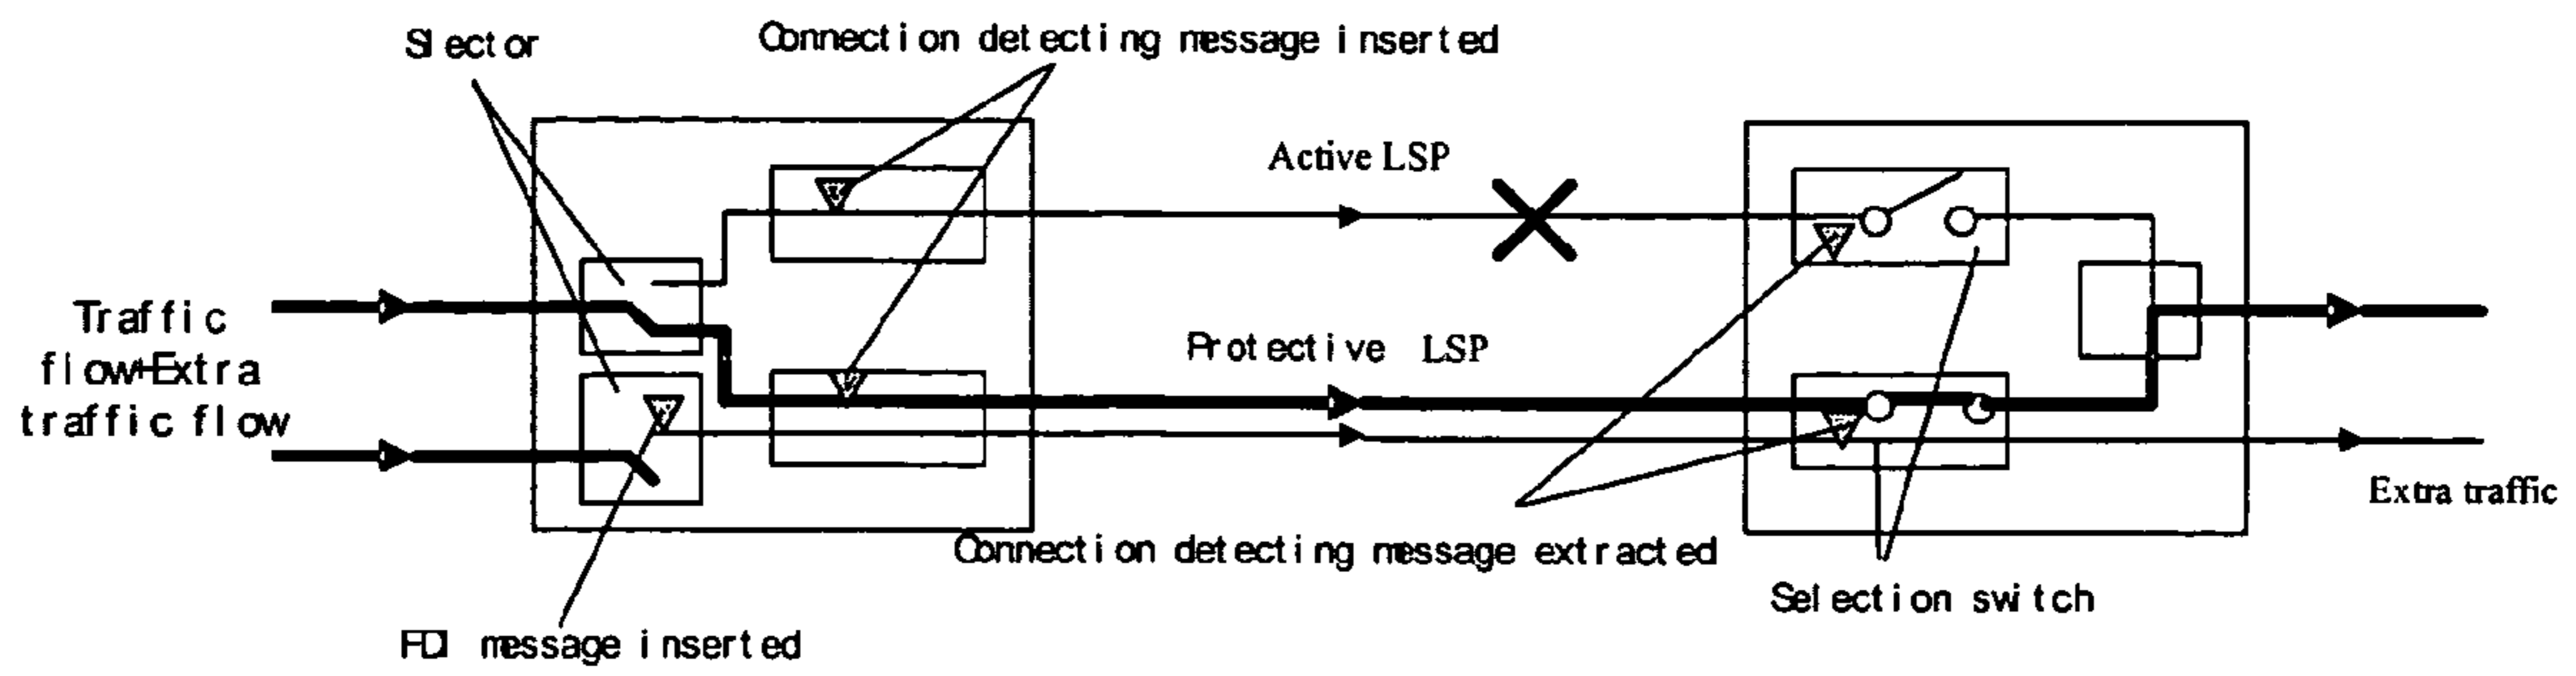 Slector
Connection detecting message inserted
Active LSP
Traffic
flow+Extra
traffic flow
Protective LSP
Extra traffic
Connection detecting message extracted
Selection switch
FDI message inserted